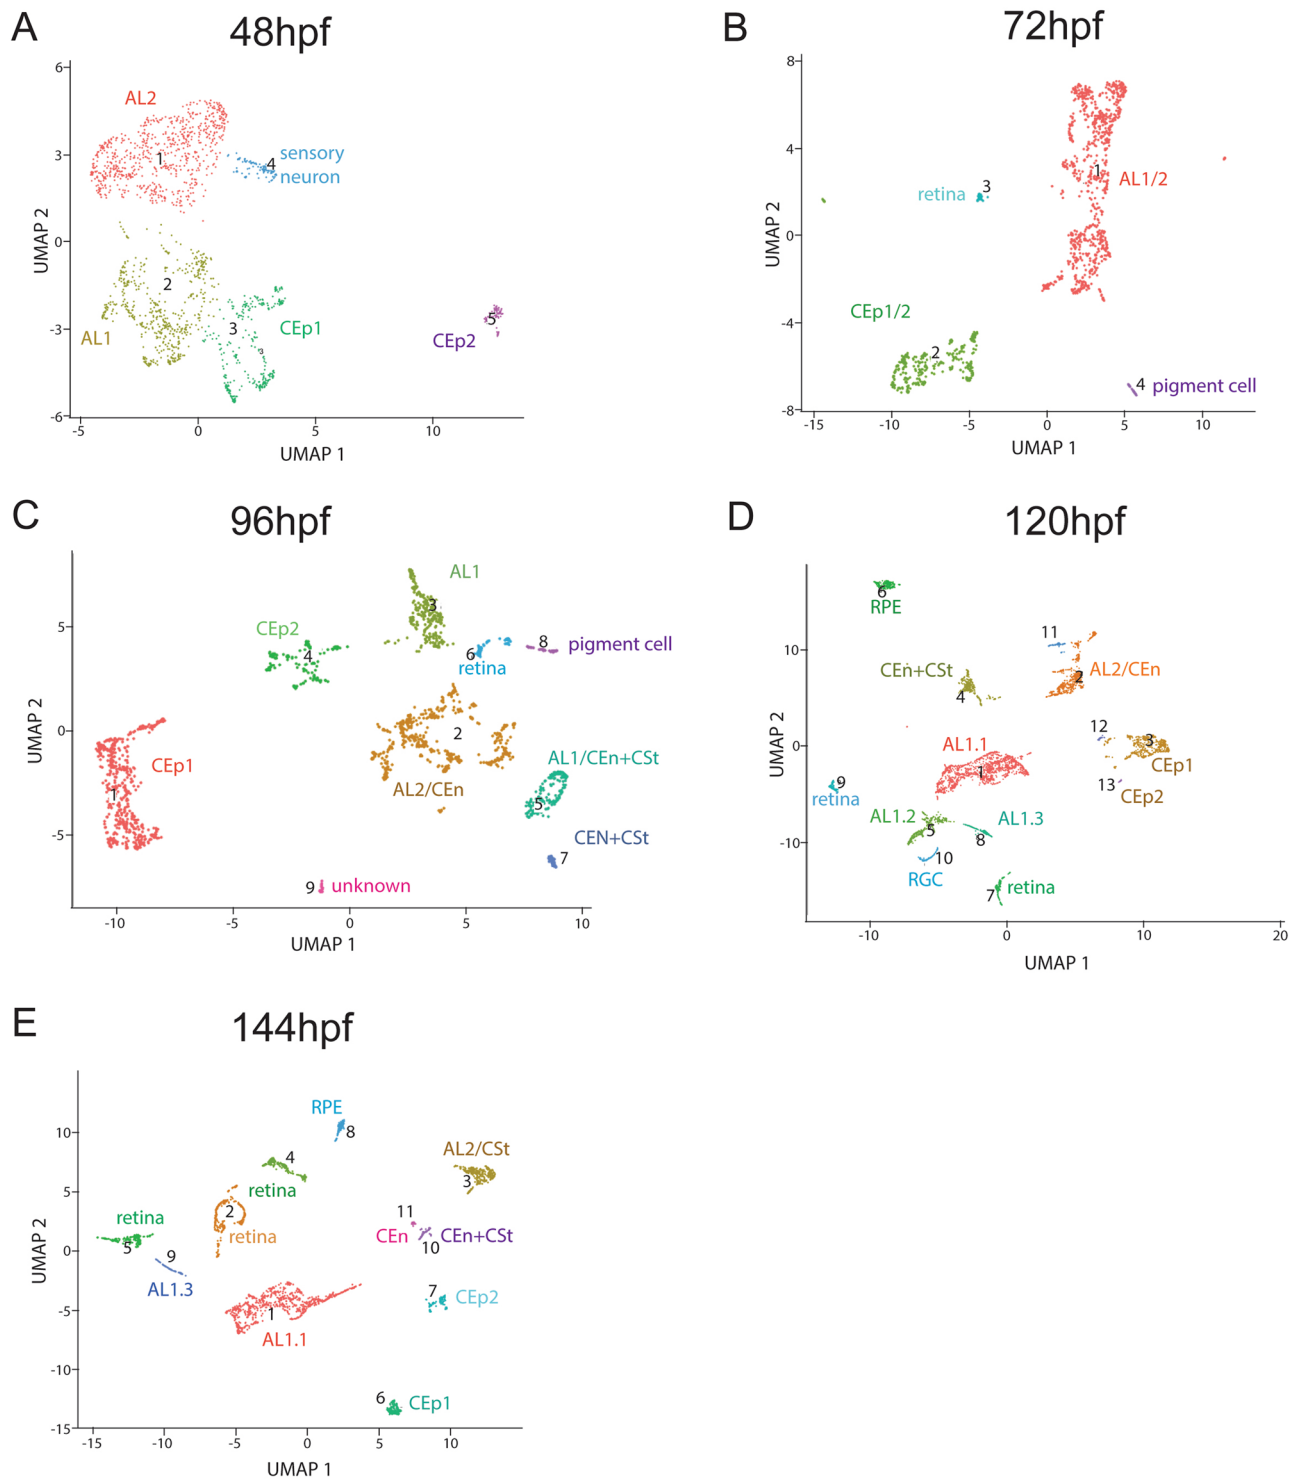 A
48hpf
6
3
0
-3
-6
-5
0
5
10
UMAP 2
UMAP 1
AL2
1
4
sensory
neuron
2
AL1
3
3
CEp1
5
CEp2
B
72hpf
8
4
0
-4
-8
-15
-10
-5
0
5
10
UMAP 2
UMAP 1
1
AL1/2
retina
3
CEp1/2
2
4
pigment cell
C
96hpf
5
0
-5
-10
-5
0
5
10
UMAP 2
UMAP 1
AL1
3
CEp2
4
6
retina
8
pigment cell
2
AL2/CEn
CEp1
1
AL1/CEn+CSt
5
CEN+CSt
7
9
unknown
D
120hpf
10
0
-10
-10
0
10
20
UMAP 2
UMAP 1
6
RPE
11
AL2/CEn
2
CEn+CSt
4
12
3
CEp1
13
CEp2
AL1.1
1
9
retina
AL1.2
5
AL1.3
8
10
RGC
7
retina
E
144hpf
10
5
0
-5
-10
-15
-15
-10
-5
0
5
10
UMAP 2
UMAP 1
RPE
8
4
retina
AL2/CSt
3
2
retina
retina
5
11
CEn
10
CEn+CSt
9
AL1.3
7
CEp2
1
AL1.1
6
CEp1